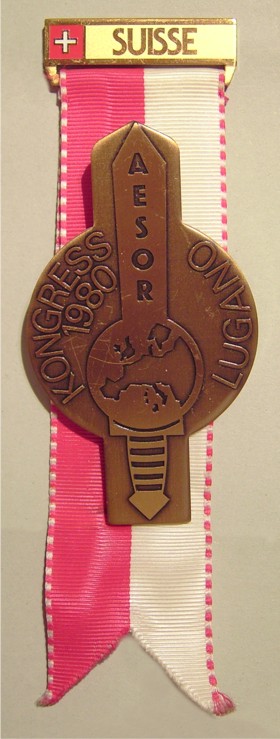 SUISSE
AESOR
KONGRESS
1980
LUGANO